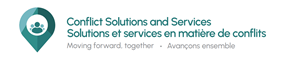 Conflict Solutions and Services
Solutions et services en matière de conflits
Moving forward, together • Avançons ensemble